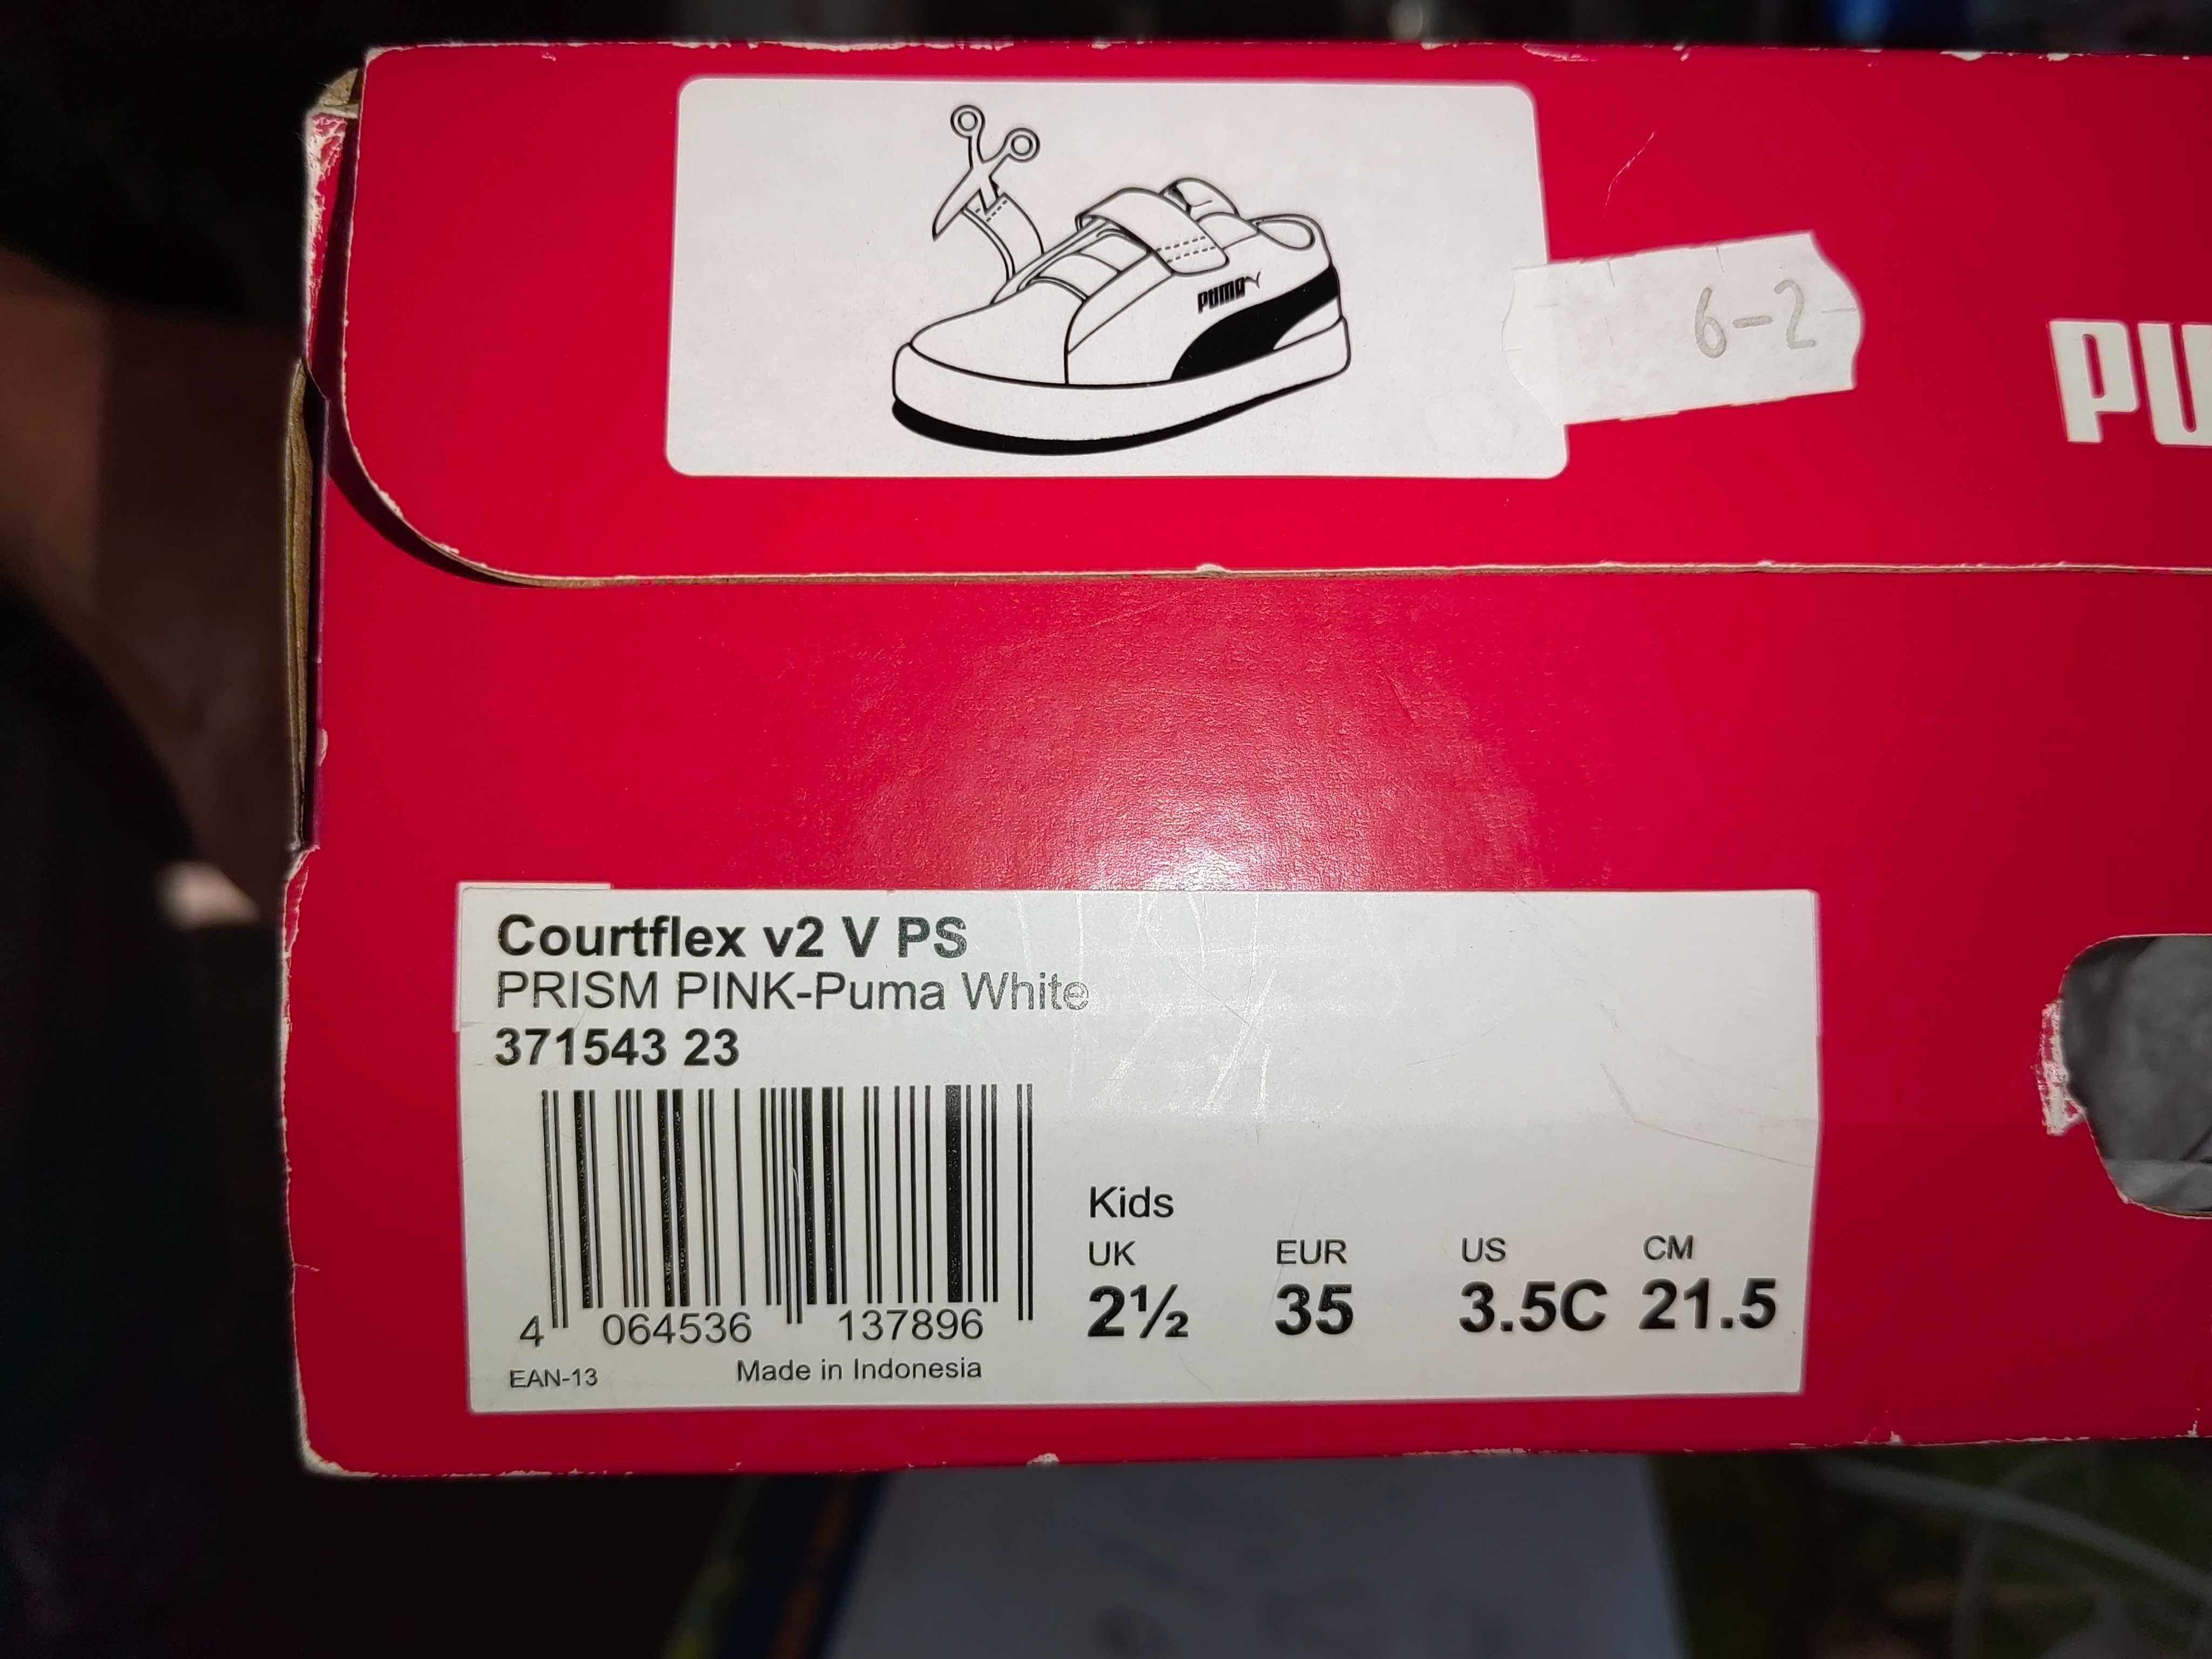 PUMA
6-2
PU
Courtflex v2 V PS
PRISM PINK-Puma White
371543 23
Kids
UK EUR US CM
2½ 35 3.5C 21.5
4 064536 137896
EAN-13 Made in Indonesia